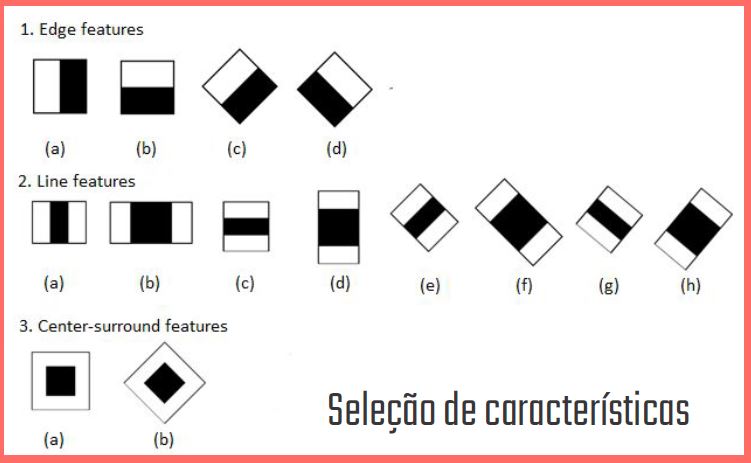 1. Edge features
(a) (b) (c) (d)
2. Line features
(a) (b) (c) (d) (e) (f) (g) (h)
3. Center-surround features
(a) (b)
Seleção de características